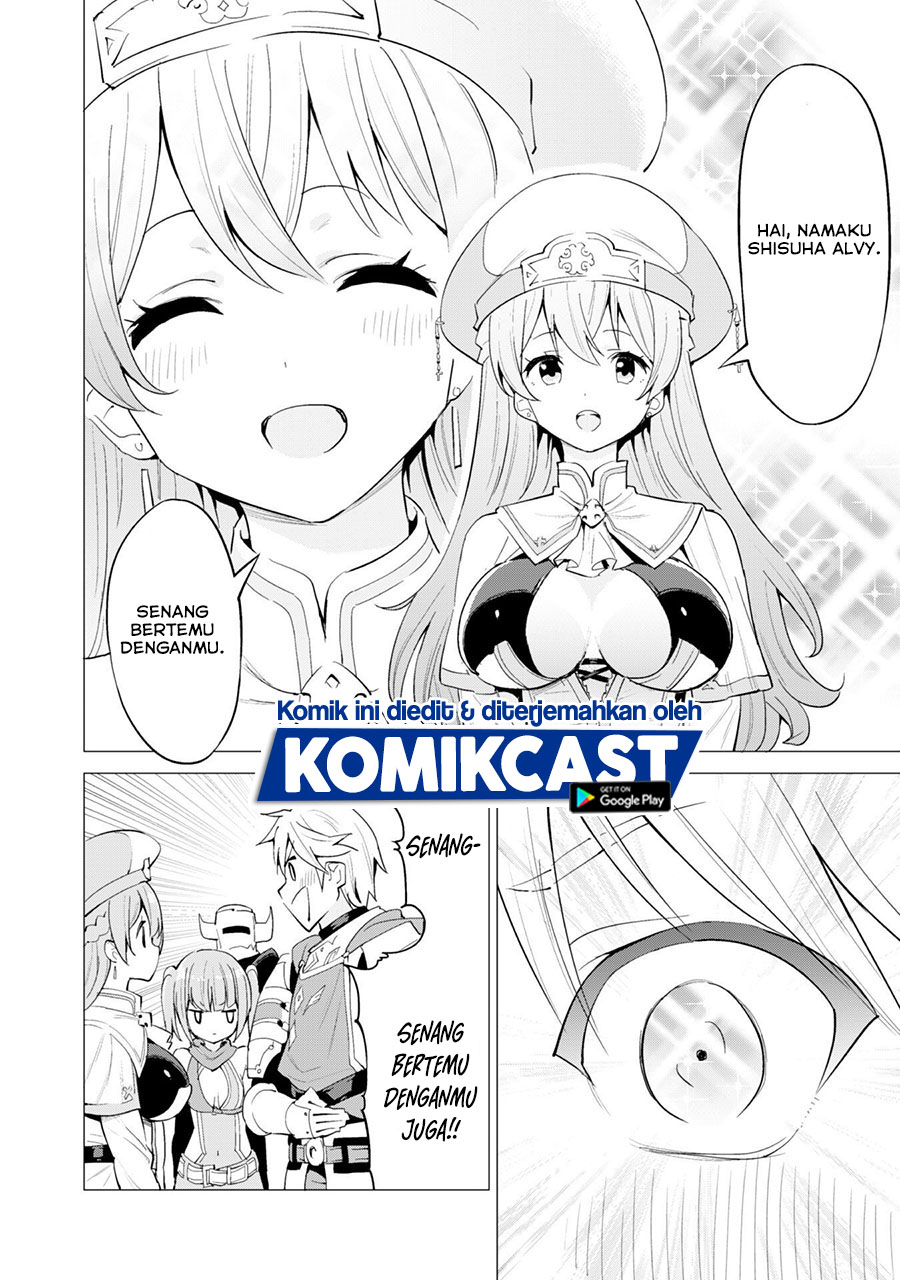 HAI, NAMAKU
SHISUHA ALVY.
SENANG
BERTEMU
DENGANMU.
Komik ini diedit & diterjemahkan oleh
KOMIKCAST
GET IT ON
Google Play
SENANG-
SENANG
BERTEMU
DENGANMU
JUGA!!